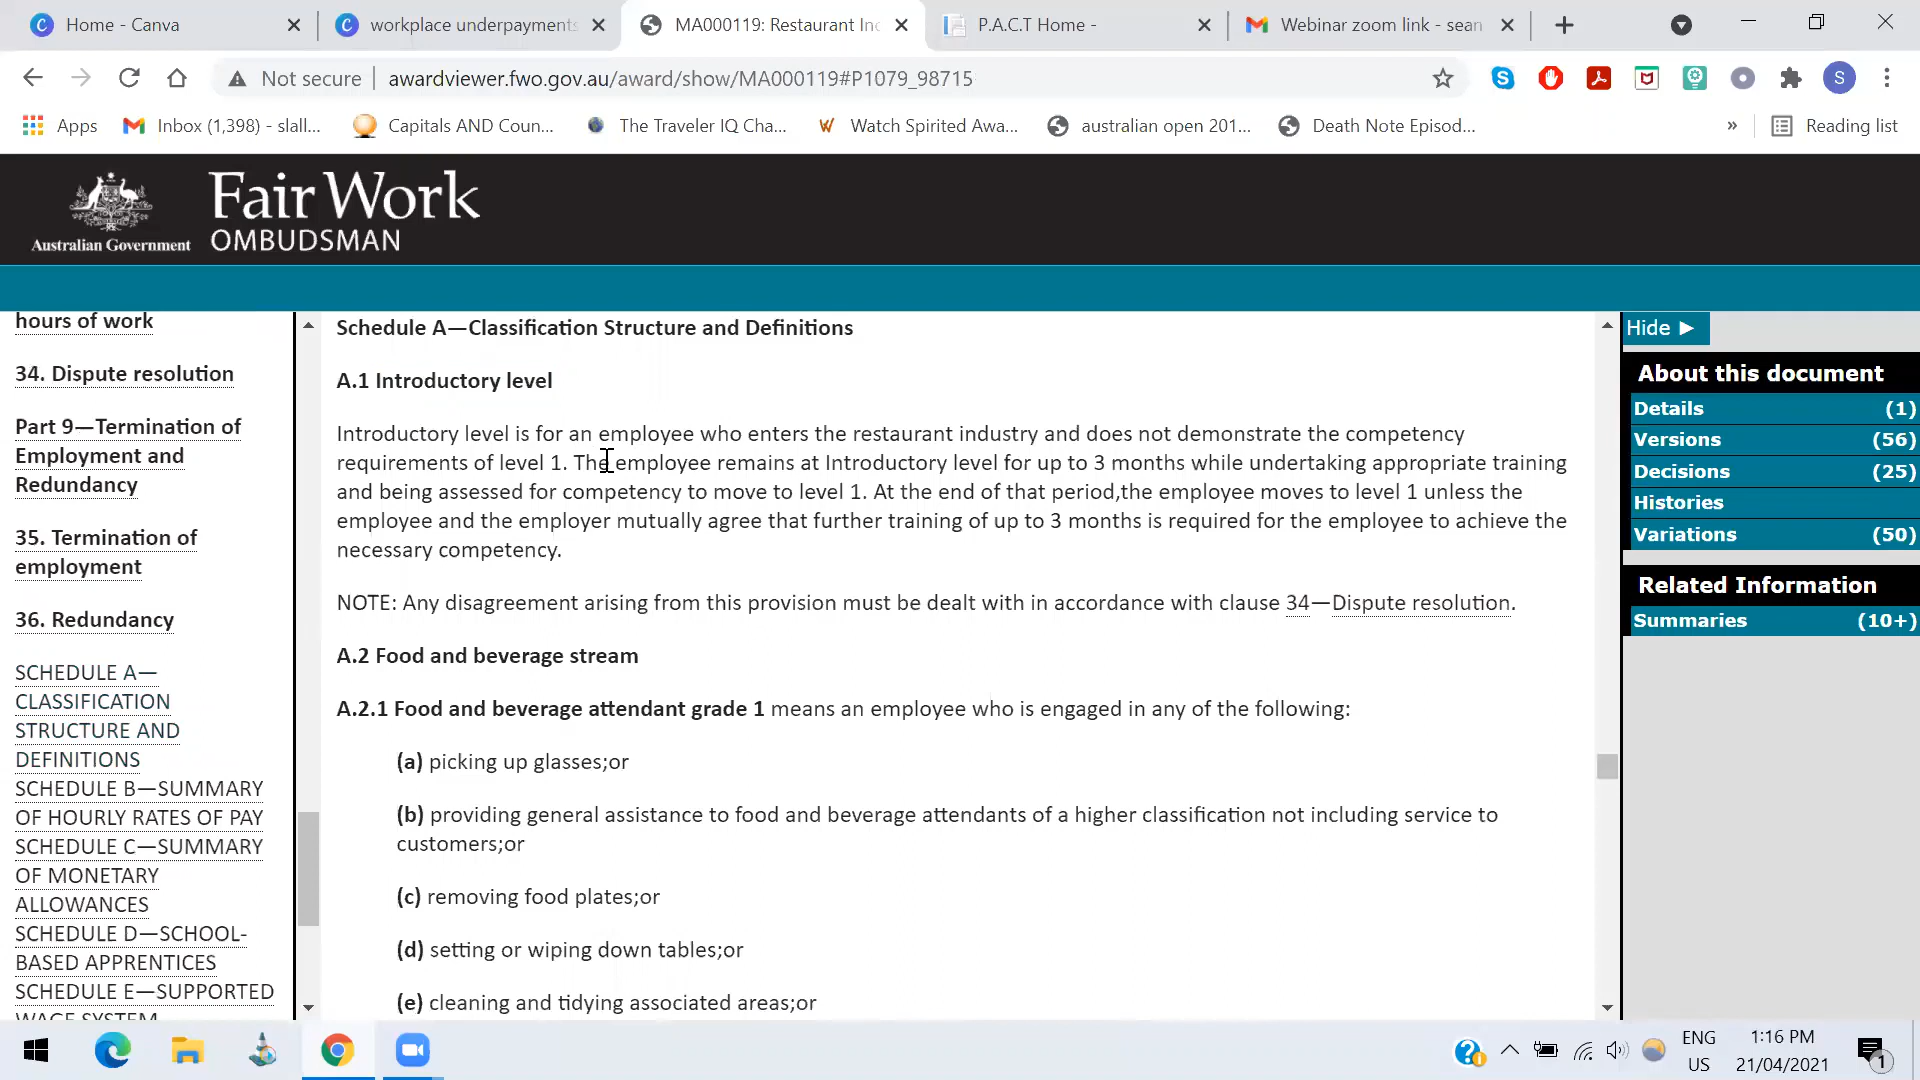 Home - Canva
workplace underpayments
MA000119: Restaurant Inc
P.A.C.T Home -
Webinar zoom link - sean
Not secure
awardviewer.fwo.gov.au/award/show/MA000119#P1079_98715
S
Apps
Inbox (1,398) - slall...
Capitals AND Coun...
The Traveler IQ Cha...
Watch Spirited Awa...
australian open 201...
Death Note Episod...
»
Reading list
Australian Government
Fair Work
OMBUDSMAN
hours of work
34. Dispute resolution
Part 9—Termination of
Employment and
Redundancy
35. Termination of
employment
36. Redundancy
SCHEDULE A—
CLASSIFICATION
STRUCTURE AND
DEFINITIONS
SCHEDULE B—SUMMARY
OF HOURLY RATES OF PAY
SCHEDULE C—SUMMARY
OF MONETARY
ALLOWANCES
SCHEDULE D—SCHOOL-
BASED APPRENTICES
SCHEDULE E—SUPPORTED
WAGE SYSTEM
Schedule A—Classification Structure and Definitions
A.1 Introductory level
Introductory level is for an employee who enters the restaurant industry and does not demonstrate the competency
requirements of level 1. The employee remains at Introductory level for up to 3 months while undertaking appropriate training
and being assessed for competency to move to level 1. At the end of that period,the employee moves to level 1 unless the
employee and the employer mutually agree that further training of up to 3 months is required for the employee to achieve the
necessary competency.
NOTE: Any disagreement arising from this provision must be dealt with in accordance with clause 34—Dispute resolution.
A.2 Food and beverage stream
A.2.1 Food and beverage attendant grade 1 means an employee who is engaged in any of the following:
(a) picking up glasses;or
(b) providing general assistance to food and beverage attendants of a higher classification not including service to
customers;or
(c) removing food plates;or
(d) setting or wiping down tables;or
(e) cleaning and tidying associated areas;or
Hide ►
About this document
Details (1)
Versions (56)
Decisions (25)
Histories
Variations (50)
Related Information
Summaries (10+)
ENG
US
1:16 PM
21/04/2021
1